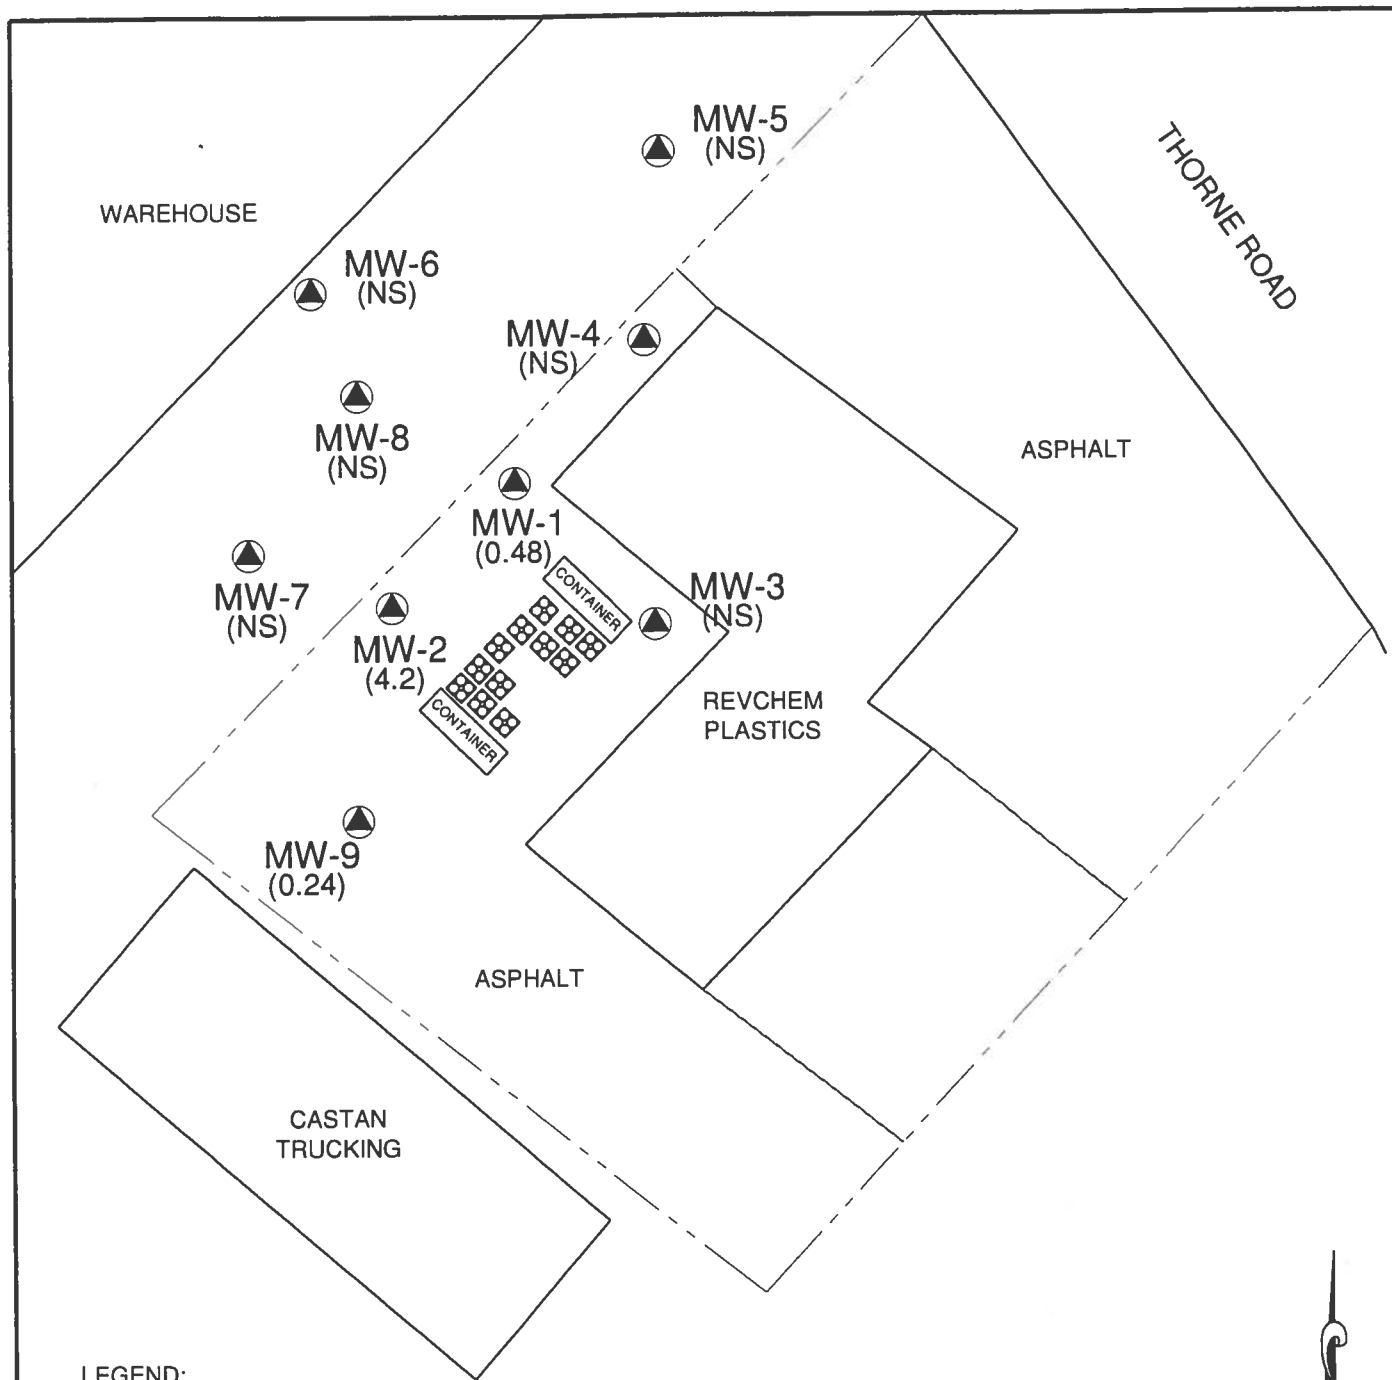 MW-5
(NS)
THORNE ROAD
WAREHOUSE
MW-6
(NS)
MW-4
(NS)
MW-8
(NS)
ASPHALT
MW-1
(0.48)
CONTAINER
MW-3
(NS)
MW-7
(NS)
MW-2
(4.2)
CONTAINER
REVCHEM
PLASTICS
MW-9
(0.24)
ASPHALT
CASTAN
TRUCKING
LEGEND: